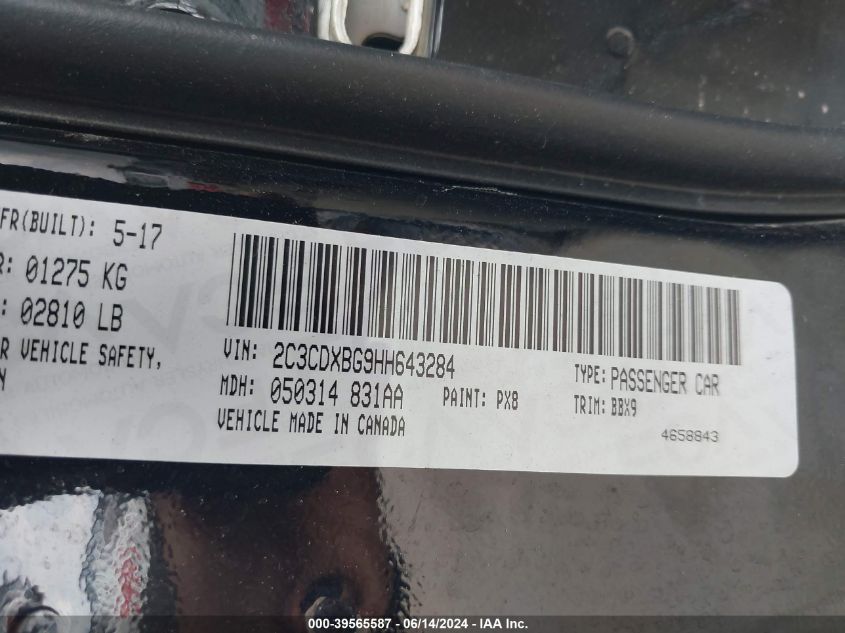 FR(BUILT): 5-17
R: 01275 KG
: 02810 LB
R VEHICLE SAFETY,
N
VIN: 2C3CDXBG9HH643284
TYPE: PASSENGER CAR
MDH: 050314 831AA PAINT: PX8 TRIM: BBX9
VEHICLE MADE IN CANADA
4658843
000-39565587 - 06/14/2024 - IAA Inc.